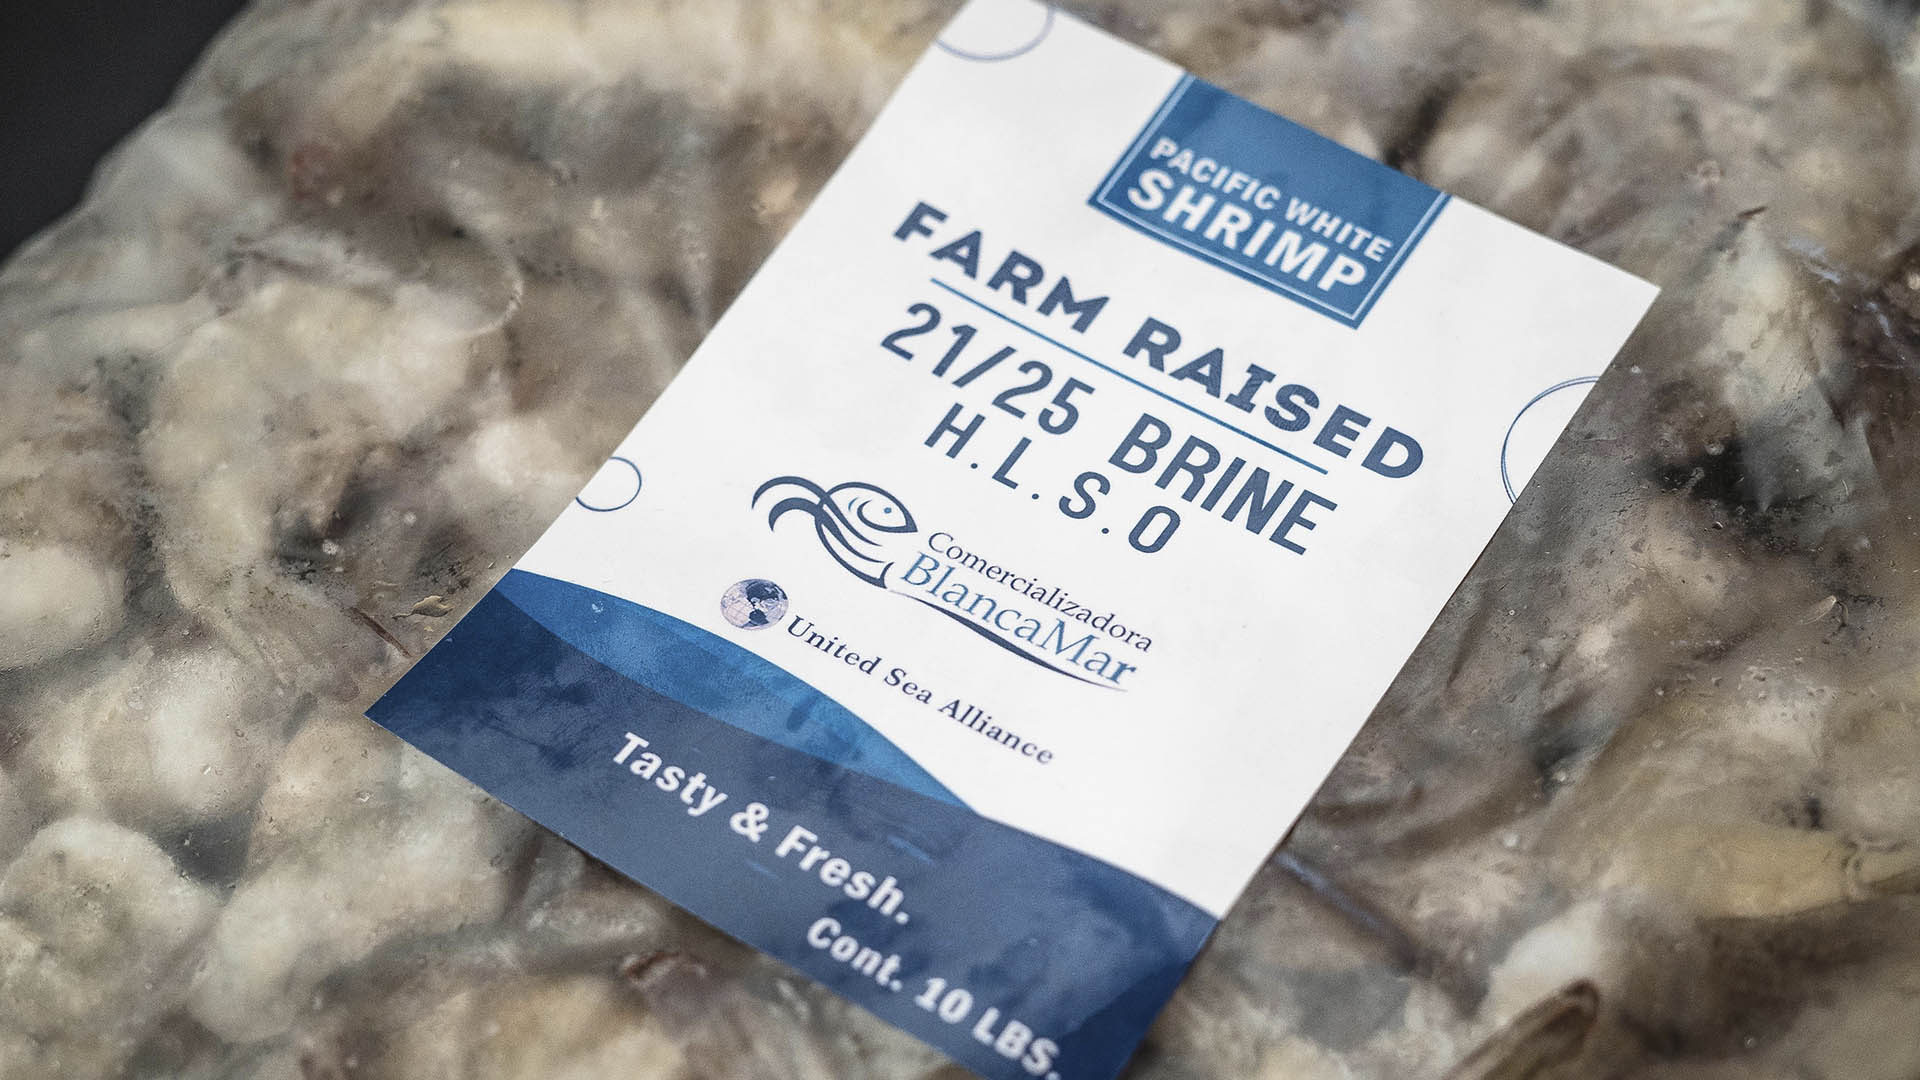 PACIFIC WHITE
SHRIMP
FARM RAISED
21/25 BRINE
H.L.S.O
Comercializadora
BlancaMar
United Sea Alliance
Tasty & Fresh.
Cont. 10 LBS.